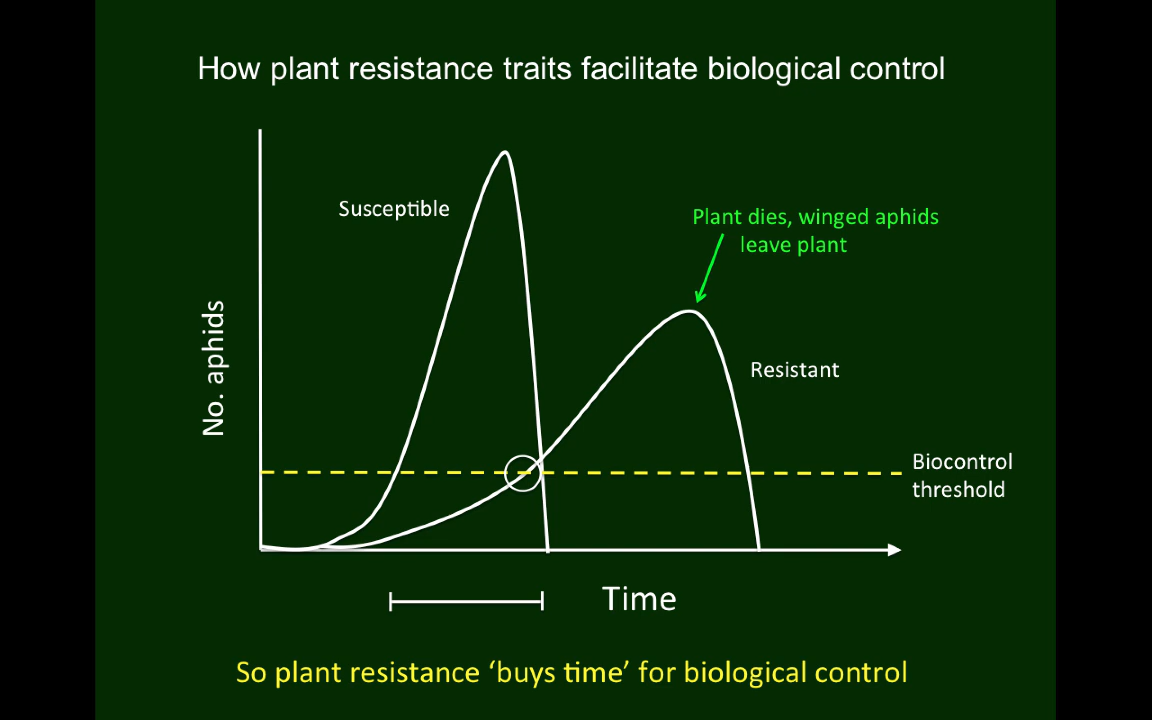 How plant resistance traits facilitate biological control
Susceptible
Plant dies, winged aphids
leave plant
No. aphids
Resistant
Biocontrol
threshold
Time
So plant resistance ‘buys time’ for biological control